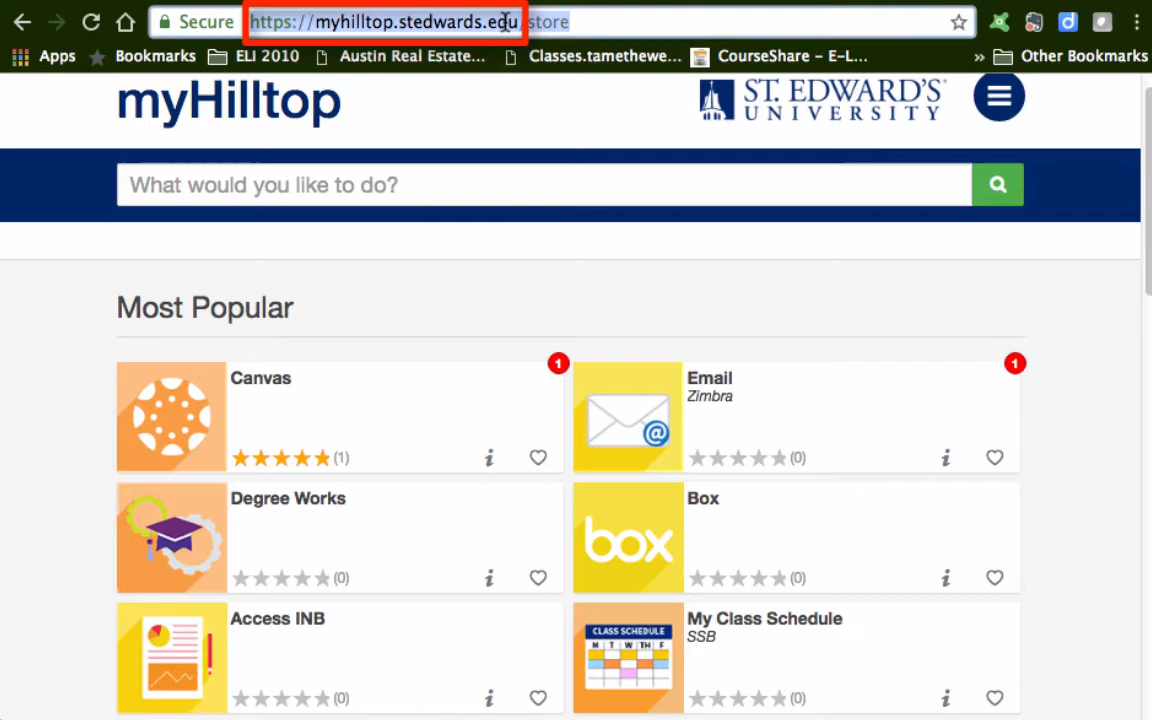 Secure https://myhilltop.stedwards.edu/store
Apps Bookmarks ELI 2010 Austin Real Estate... Classes.tamethewe... CourseShare – E-L... » Other Bookmarks
myHilltop
ST. EDWARD'S
UNIVERSITY
What would you like to do?
Most Popular
Canvas
1
(1)
Email
Zimbra
1
(0)
Degree Works
(0)
Box
box
(0)
Access INB
(0)
My Class Schedule
SSB
CLASS SCHEDULE
M T W TH F
(0)